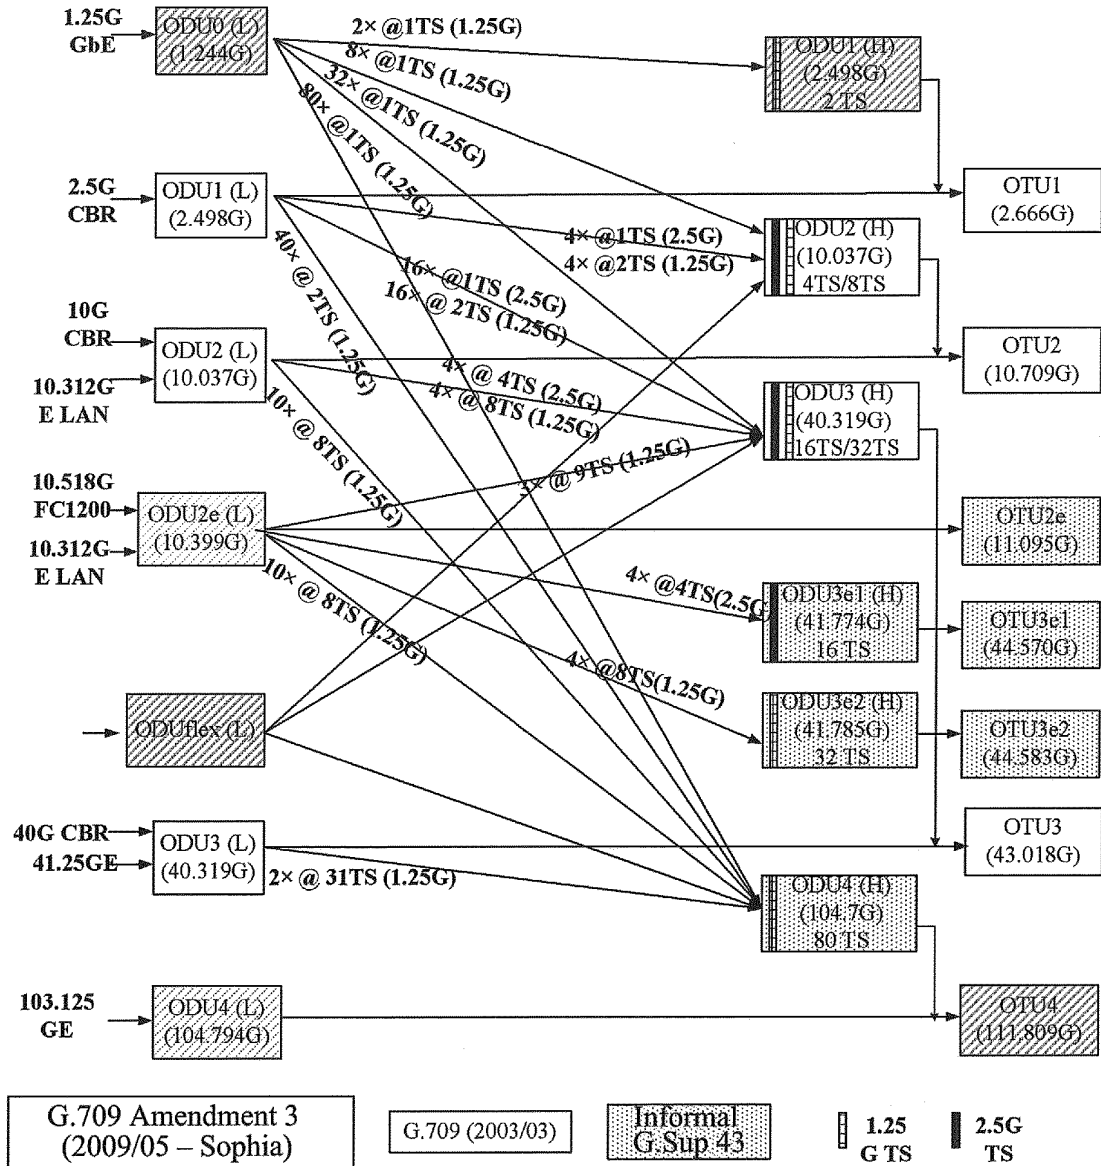 1.25G
GbE
ODU0 (L)
(1.244G)
2× @1TS (1.25G)
8× @1TS (1.25G)
32× @1TS (1.25G)
80× @1TS (1.25G)
ODU1 (H)
(2.498G)
2 TS
2.5G
CBR
ODU1 (L)
(2.498G)
OTU1
(2.666G)
4× @1TS (2.5G)
4× @2TS (1.25G)
16× @1TS (2.5G)
16× @ 2TS (1.25G)
40× @ 2TS (1.25G)
ODU2 (H)
(10.037G)
4TS/8TS
10G
CBR
10.312G
E LAN
ODU2 (L)
(10.037G)
OTU2
(10.709G)
4× @ 4TS (2.5G)
4× @ 8TS (1.25G)
10× @ 8TS (1.25G)
ODU3 (H)
(40.319G)
16TS/32TS
10.518G
FC1200
10.312G
E LAN
ODU2e (L)
(10.399G)
@ 9TS (1.25G)
OTU2e
(11.095G)
10× @ 8TS (1.25G)
4× @4TS(2.5G)
ODU3e1 (H)
(41.774G)
16 TS
OTU3e1
(44.570G)
4× @8TS(1.25G)
ODUflex (L)
ODU3e2 (H)
(41.785G)
32 TS
OTU3e2
(44.583G)
40G CBR
41.25GE
ODU3 (L)
(40.319G)
2× @ 31TS (1.25G)
OTU3
(43.018G)
ODU4 (H)
(104.7G)
80 TS
103.125
GE
ODU4 (L)
(104.794G)
OTU4
(111.809G)
G.709 Amendment 3
(2009/05 – Sophia)
G.709 (2003/03)
Informal
G.Sup 43
1.25
G TS
2.5G
TS